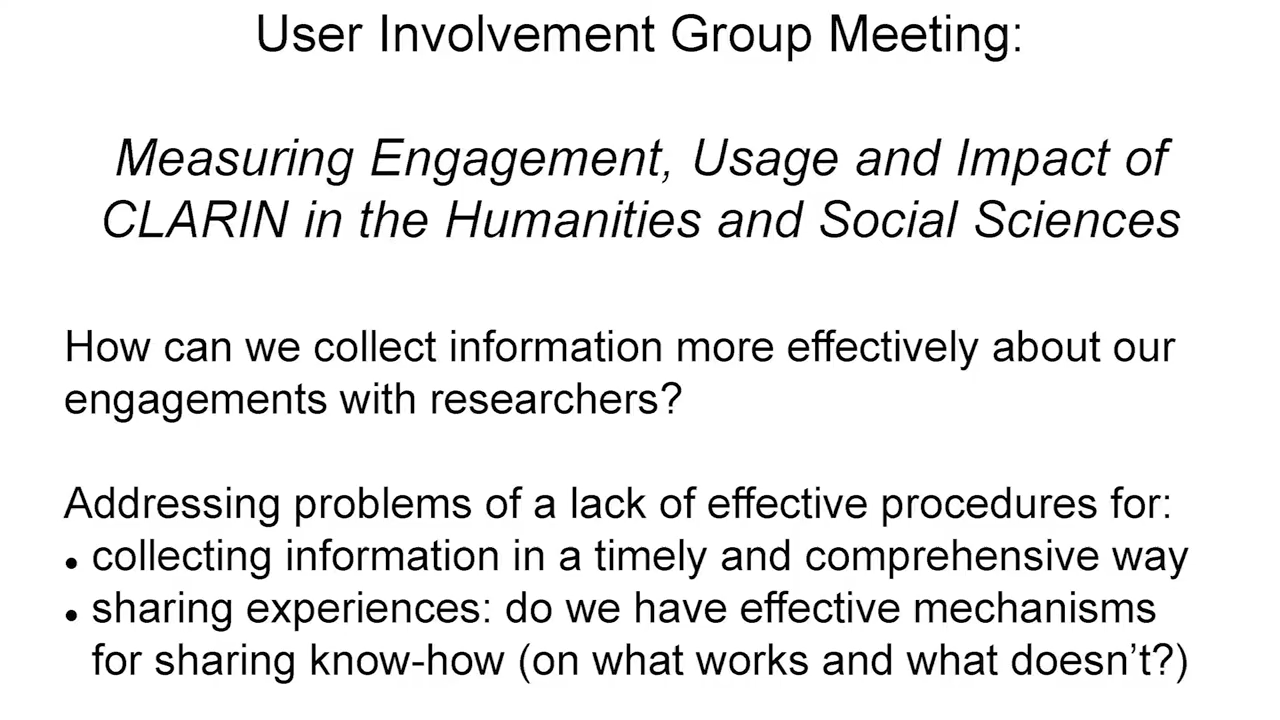 User Involvement Group Meeting:
Measuring Engagement, Usage and Impact of
CLARIN in the Humanities and Social Sciences
How can we collect information more effectively about our
engagements with researchers?
Addressing problems of a lack of effective procedures for:
• collecting information in a timely and comprehensive way
• sharing experiences: do we have effective mechanisms
for sharing know-how (on what works and what doesn’t?)